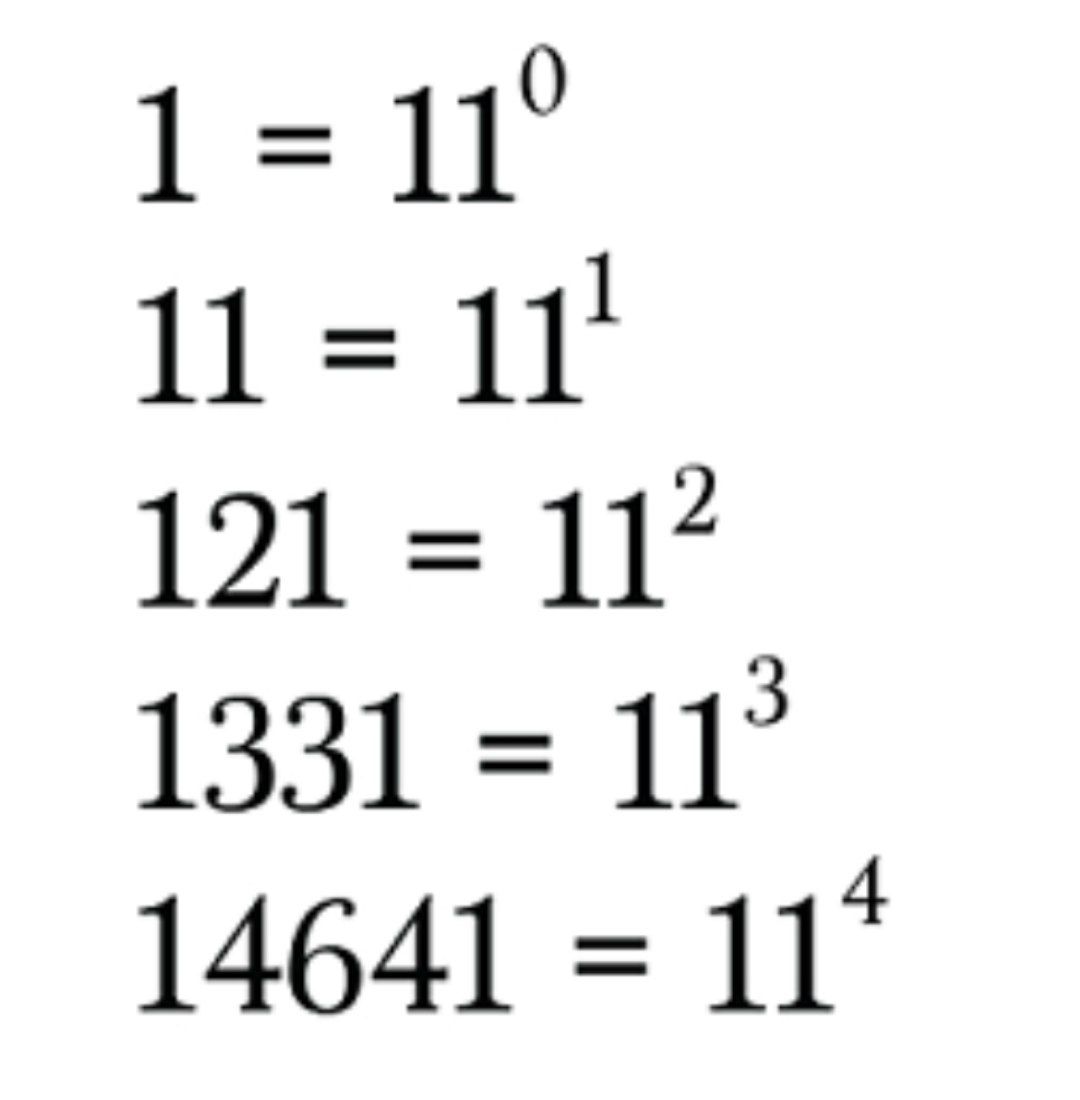 1 = 11⁰
11 = 11¹
121 = 11²
1331 = 11³
14641 = 11⁴